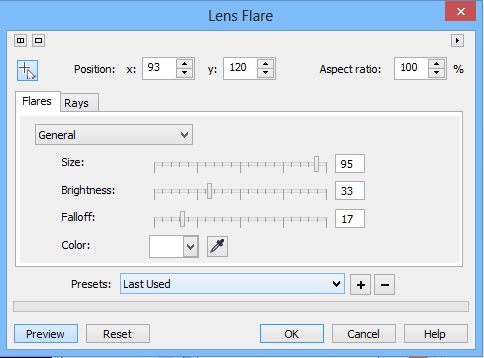 Lens Flare
Position: x: 93 y: 120 Aspect ratio: 100 %
Flares Rays
General
Size: 95
Brightness: 33
Falloff: 17
Color:
Presets: Last Used
Preview Reset OK Cancel Help